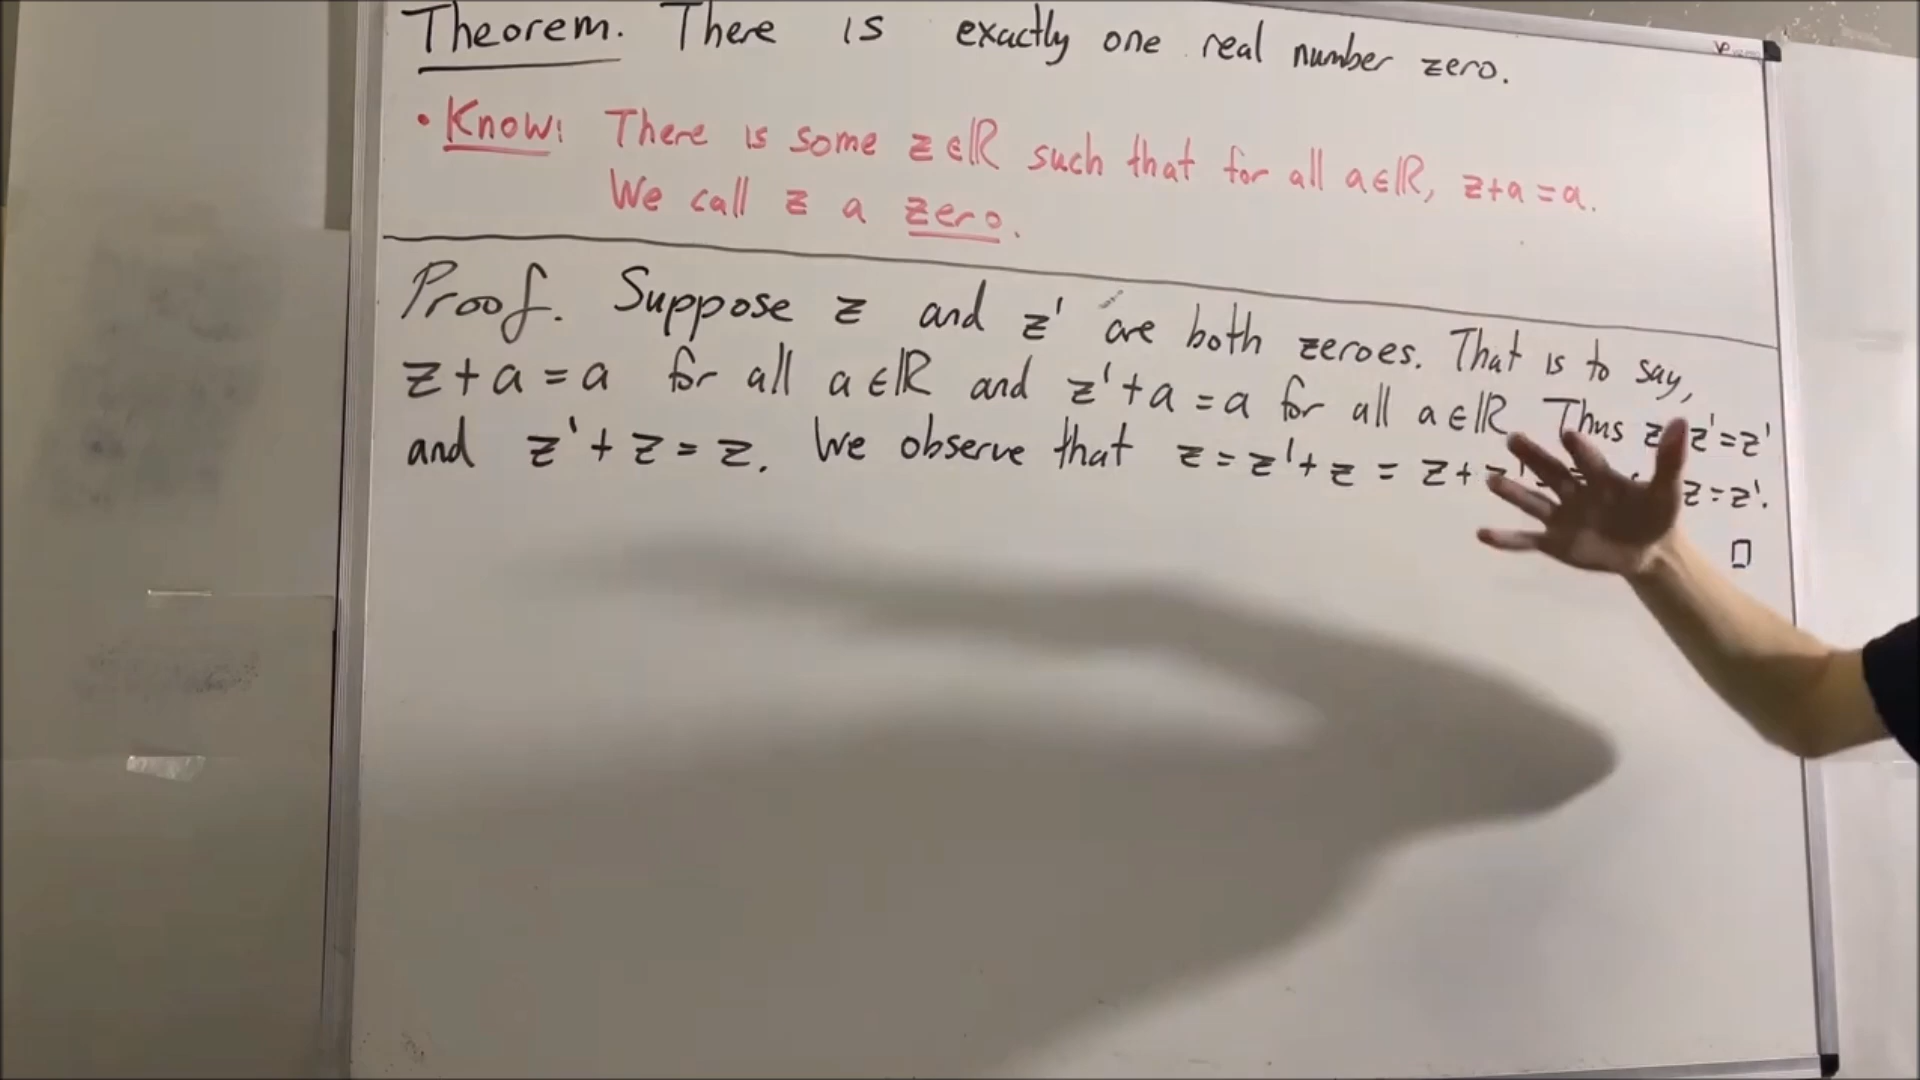 Theorem. There is exactly one real number zero.
• Know: There is some z∈ℝ such that for all a∈ℝ, z+a=a.
We call z a zero.
Proof. Suppose z and z' are both zeroes. That is to say,
z+a=a for all a∈ℝ and z'+a=a for all a∈ℝ. Thus z z'=z'
and z'+z=z. We observe that z=z'+z = z+z' z=z'.
□